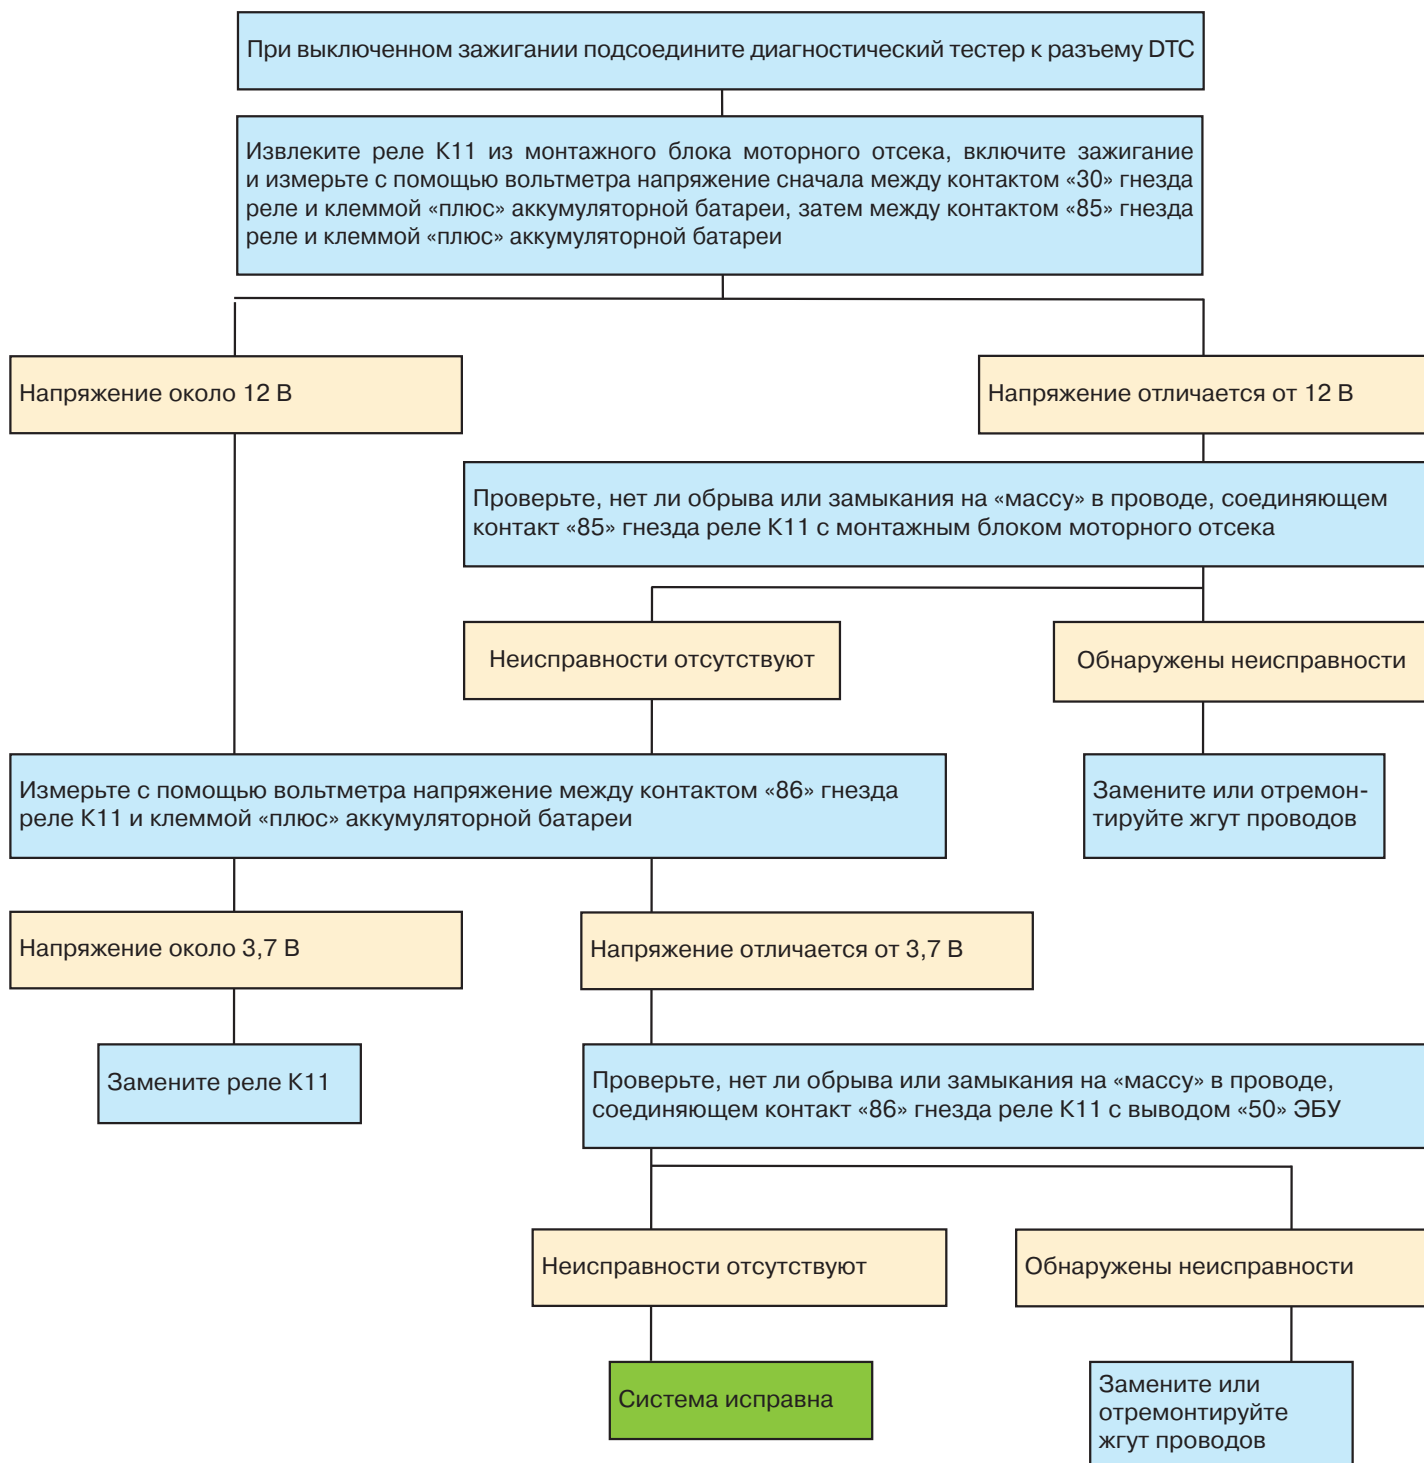 При выключенном зажигании подсоедините диагностический тестер к разъему DTC
Извлеките реле К11 из монтажного блока моторного отсека, включите зажигание
и измерьте с помощью вольтметра напряжение сначала между контактом «30» гнезда
реле и клеммой «плюс» аккумуляторной батареи, затем между контактом «85» гнезда
реле и клеммой «плюс» аккумуляторной батареи
Напряжение около 12 В
Напряжение отличается от 12 В
Проверьте, нет ли обрыва или замыкания на «массу» в проводе, соединяющем
контакт «85» гнезда реле К11 с монтажным блоком моторного отсека
Неисправности отсутствуют
Обнаружены неисправности
Измерьте с помощью вольтметра напряжение между контактом «86» гнезда
реле К11 и клеммой «плюс» аккумуляторной батареи
Замените или отремон-
тируйте жгут проводов
Напряжение около 3,7 В
Напряжение отличается от 3,7 В
Замените реле К11
Проверьте, нет ли обрыва или замыкания на «массу» в проводе,
соединяющем контакт «86» гнезда реле К11 с выводом «50» ЭБУ
Неисправности отсутствуют
Обнаружены неисправности
Система исправна
Замените или
отремонтируйте
жгут проводов